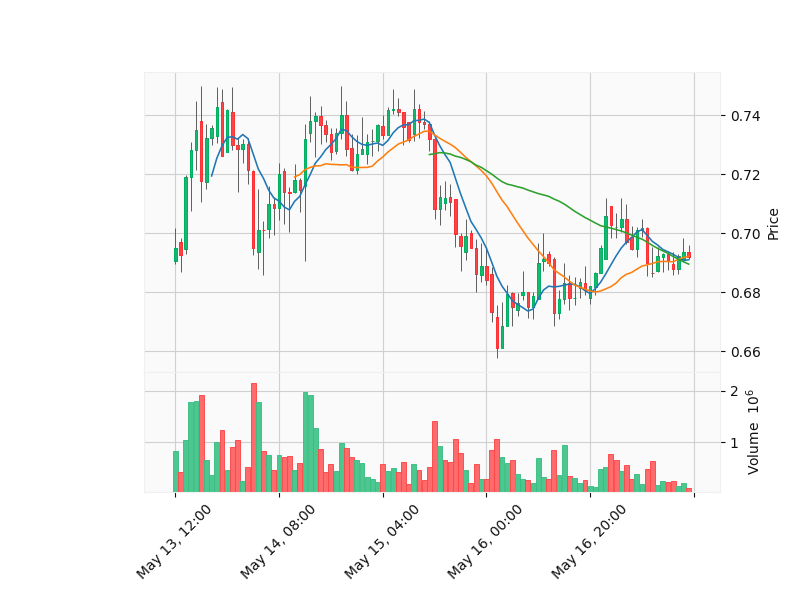 0.74
0.72
0.70
0.68
0.66
Price
2
1
Volume 10^6
May 13, 12:00
May 14, 08:00
May 15, 04:00
May 16, 00:00
May 16, 20:00